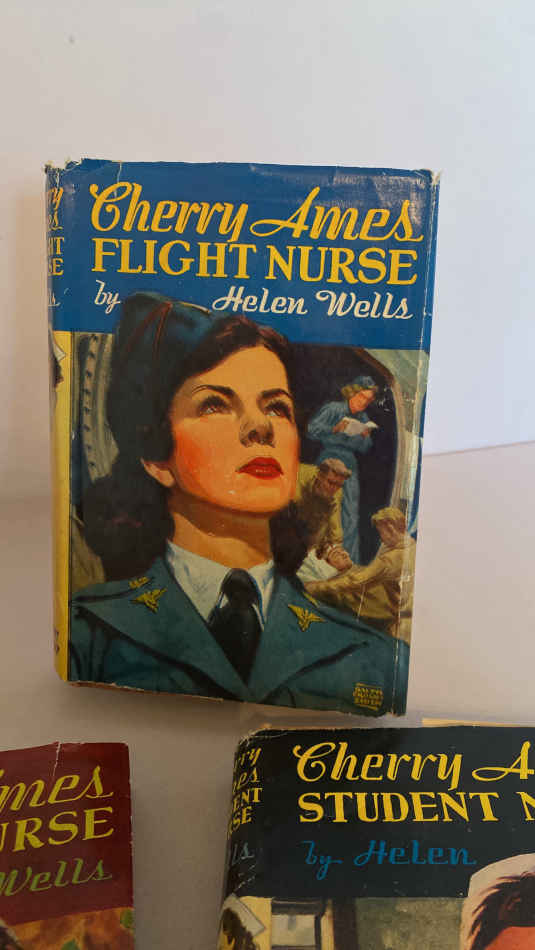 Cherry Ames
FLIGHT NURSE
by Helen Wells
Ames
URSE
Wells
Cherry A
STUDENT N
by Helen